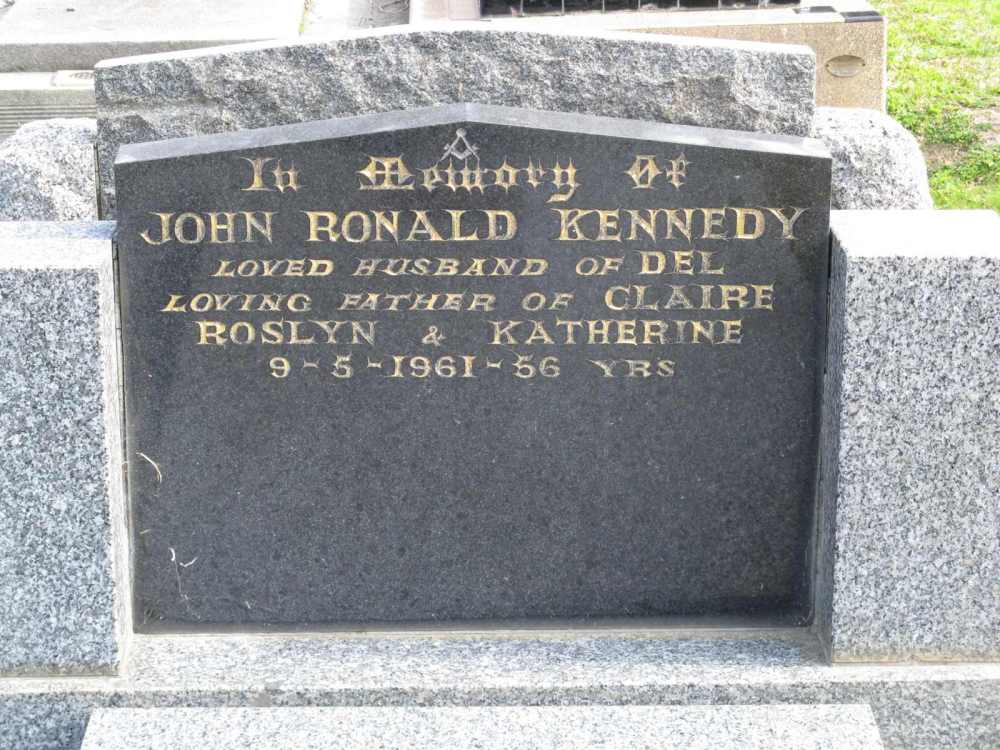 In Memory Of
JOHN RONALD KENNEDY
LOVED HUSBAND OF DEL
LOVING FATHER OF CLAIRE
ROSLYN & KATHERINE
9-5-1961-56 YRS